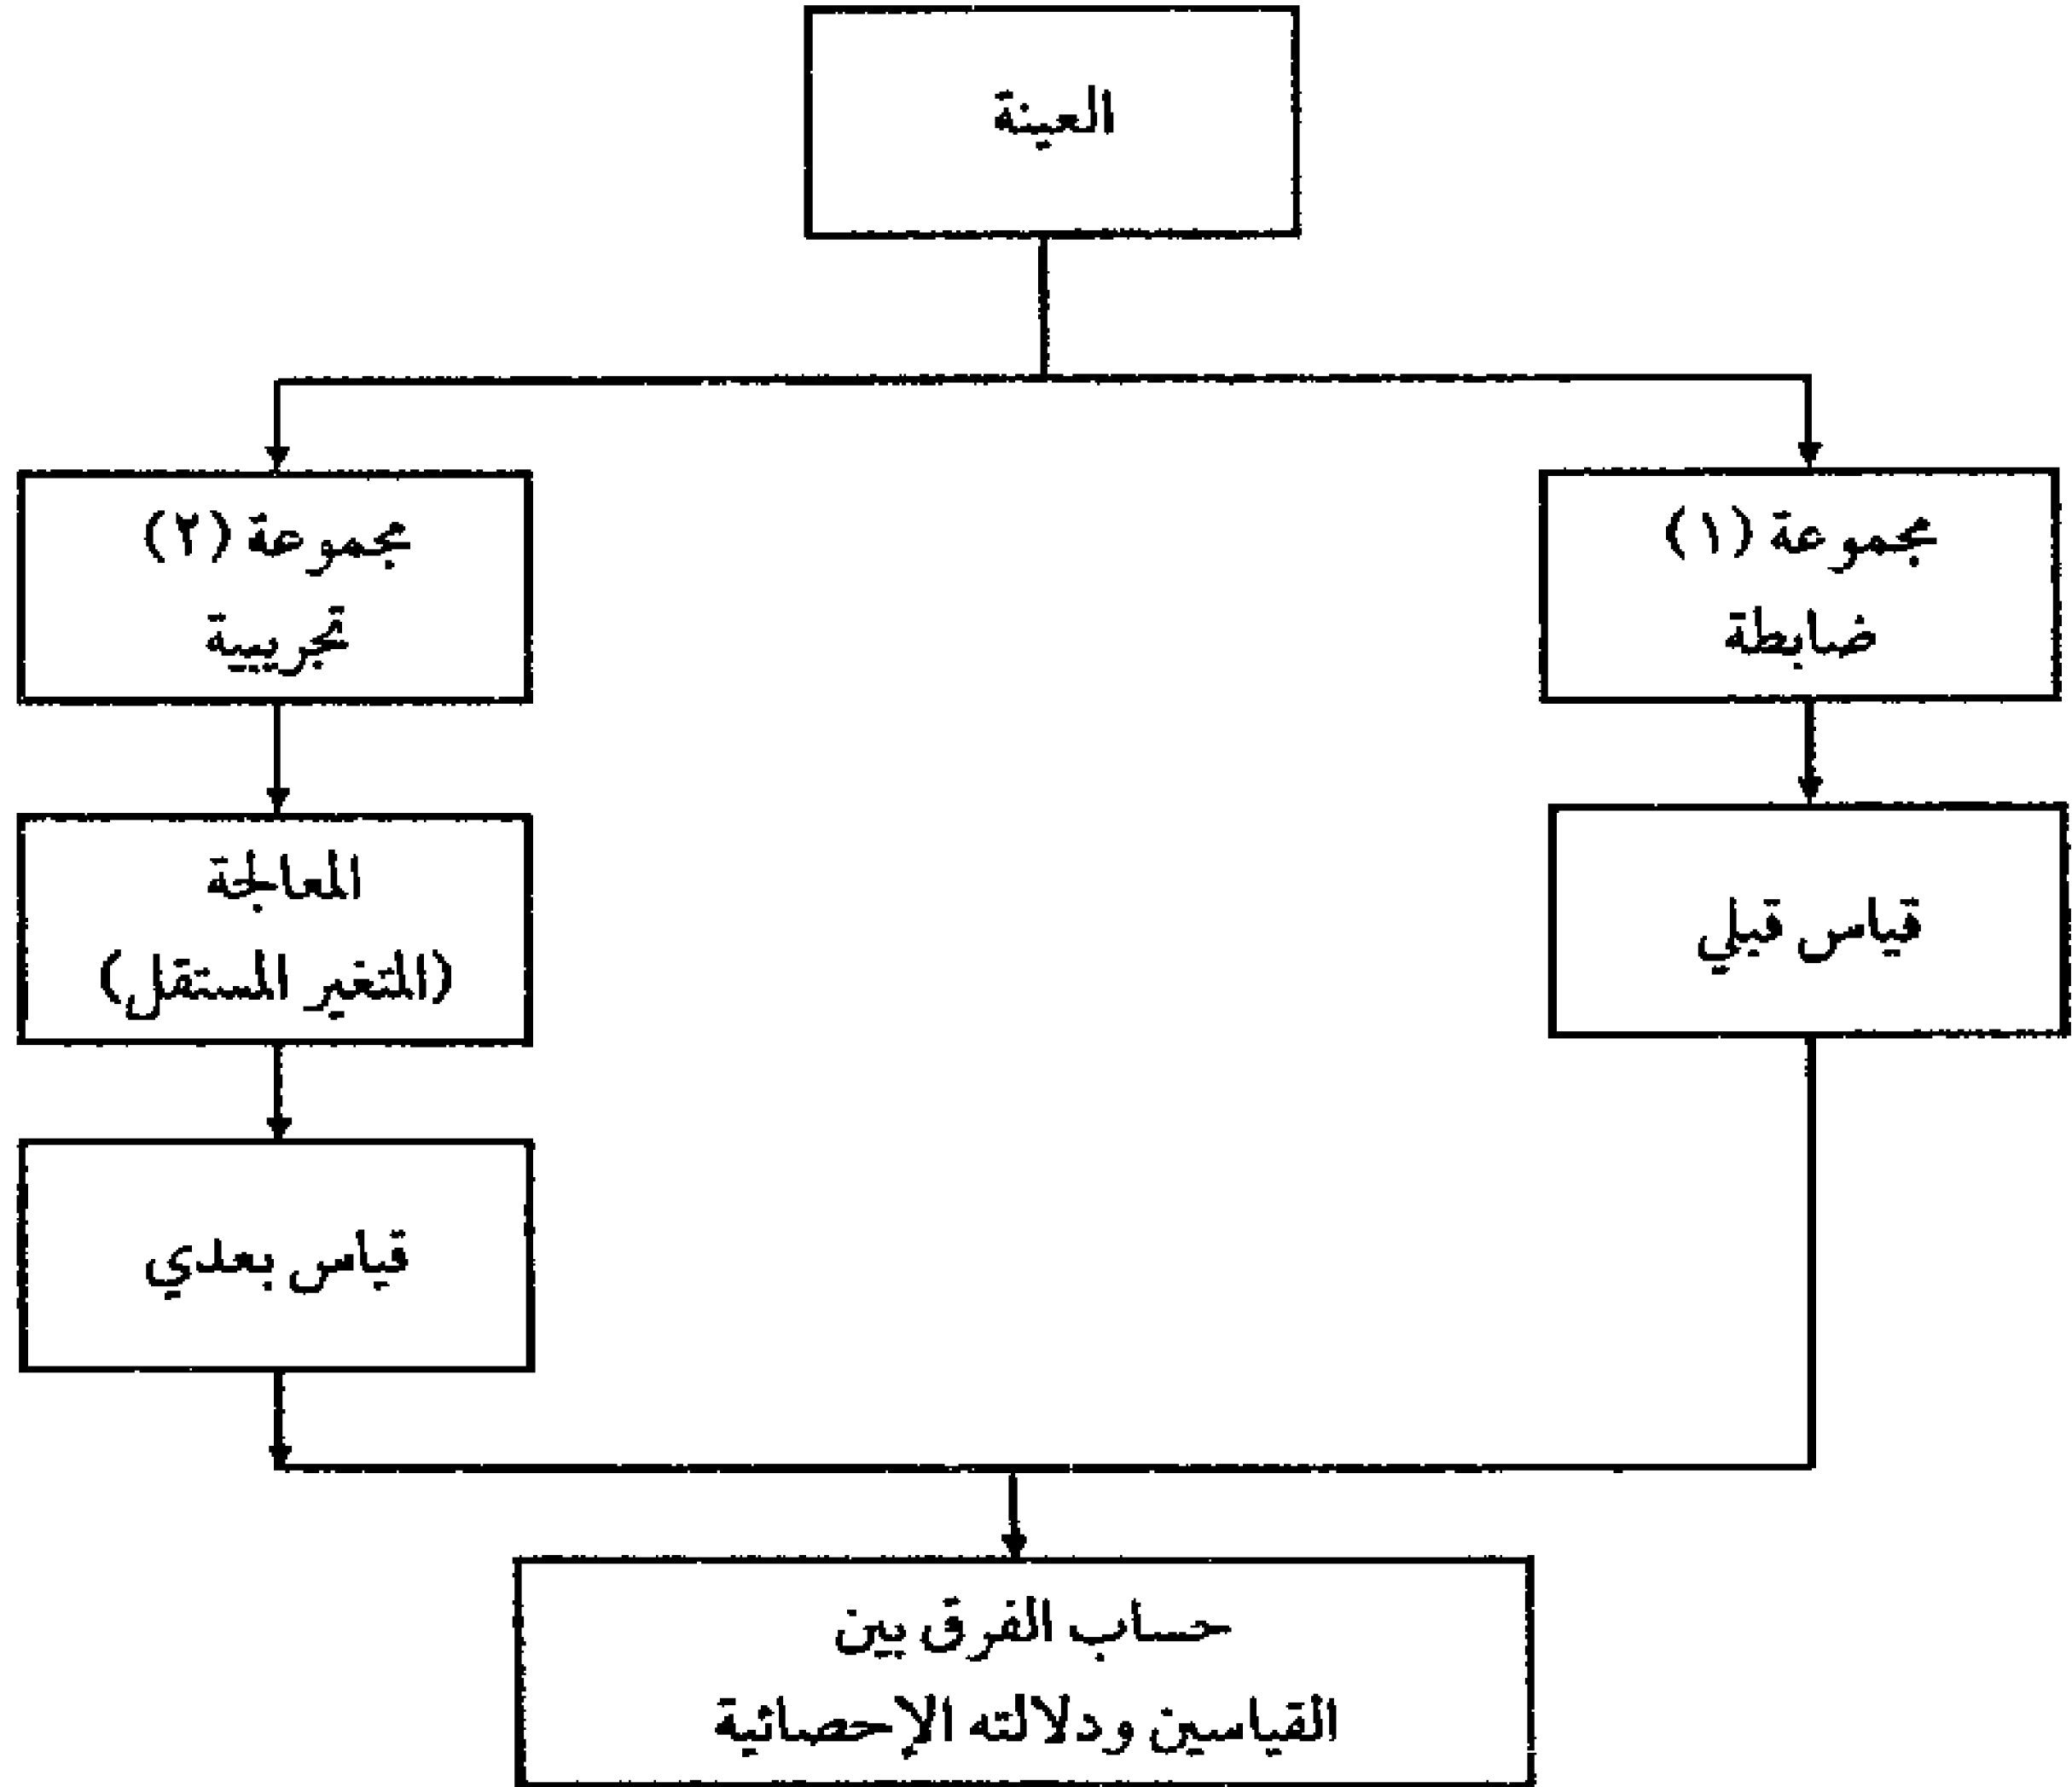 العينة
مجموعة (١)
ضابطة
مجموعة (٢)
تجريبية
قياس قبلي
المعالجة
(المتغير المستقل)
قياس بعدي
حساب الفرق بين
القياسين ودلالته الإحصائية